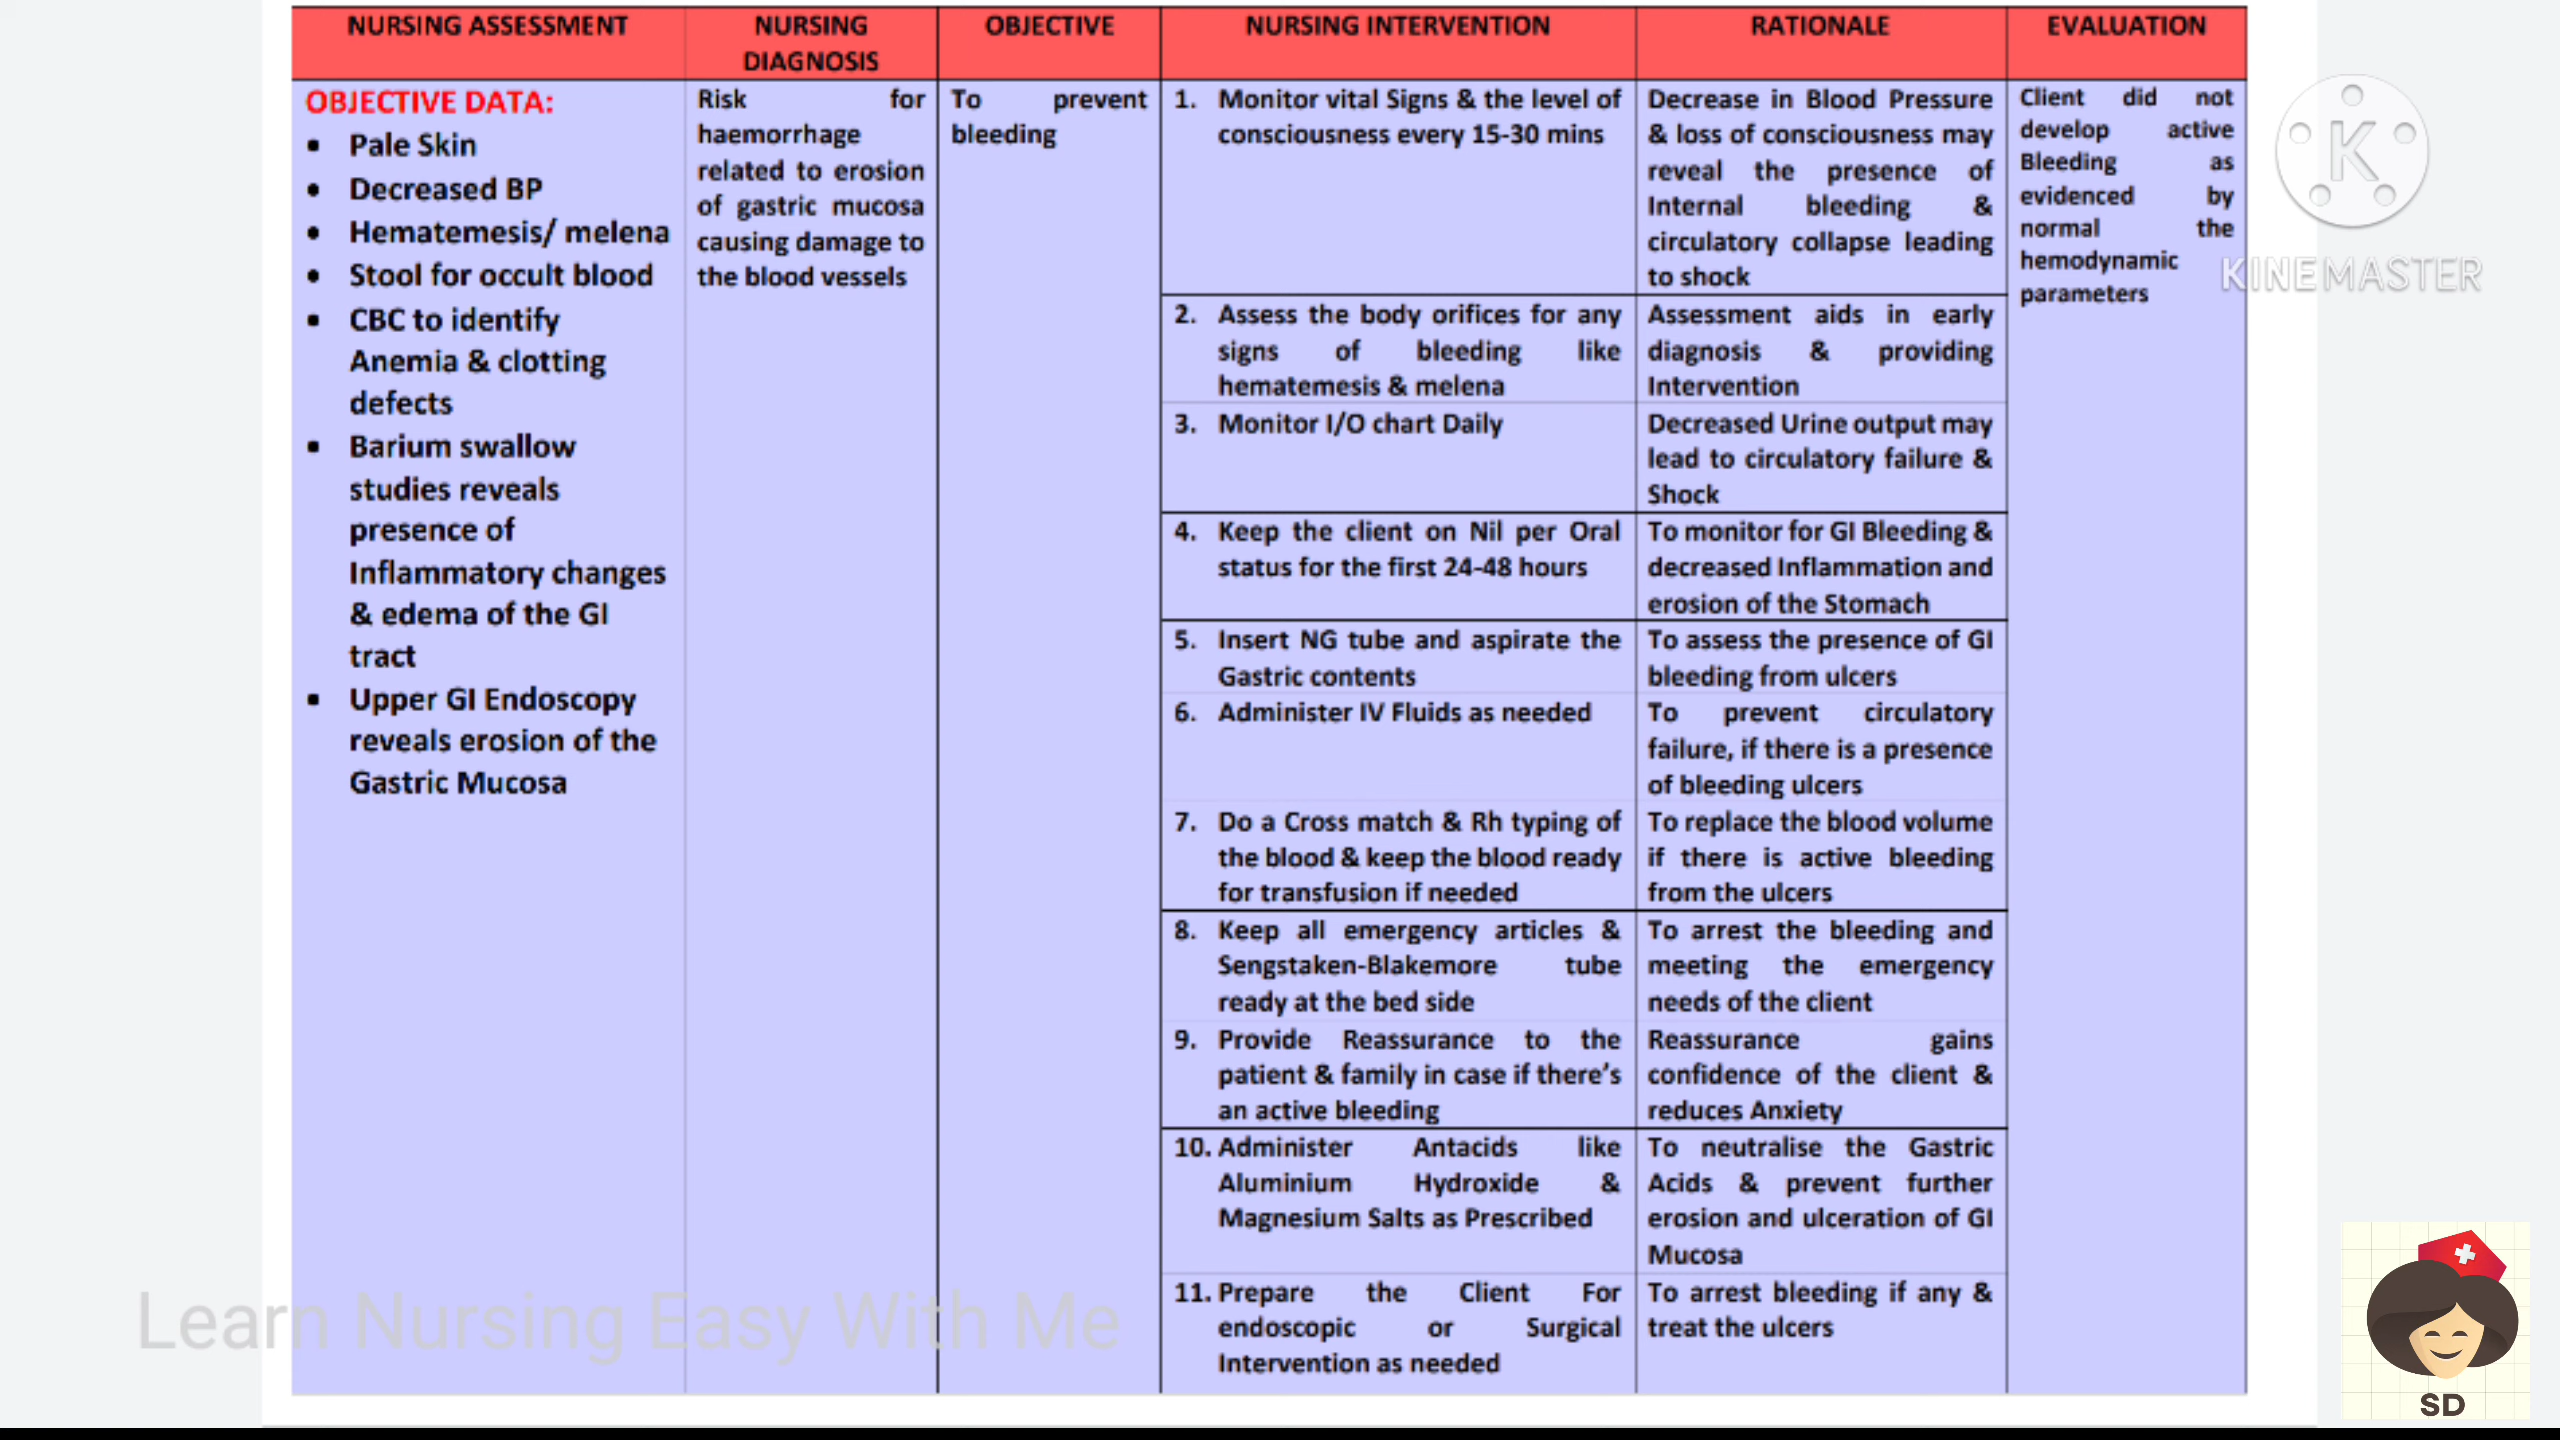 NURSING ASSESSMENT
NURSING
DIAGNOSIS
OBJECTIVE
NURSING INTERVENTION
RATIONALE
EVALUATION
OBJECTIVE DATA:
▪ Pale Skin
• Decreased BP
• Hematemesis/ melena
• Stool for occult blood
▪ CBC to identify
Anemia & clotting
defects
▪ Barium swallow
studies reveals
presence of
Inflammatory changes
& edema of the GI
tract
▪ Upper GI Endoscopy
reveals erosion of the
Gastric Mucosa
Risk for
haemorrhage
related to erosion
of gastric mucosa
causing damage to
the blood vessels
To prevent
bleeding
1. Monitor vital Signs & the level of
consciousness every 15-30 mins
Decrease in Blood Pressure
& loss of consciousness may
reveal the presence of
Internal bleeding &
circulatory collapse leading
to shock
2. Assess the body orifices for any
signs of bleeding like
hematemesis & melena
Assessment aids in early
diagnosis & providing
Intervention
3. Monitor I/O chart Daily
Decreased Urine output may
lead to circulatory failure &
Shock
4. Keep the client on Nil per Oral
status for the first 24-48 hours
To monitor for GI Bleeding &
decreased Inflammation and
erosion of the Stomach
5. Insert NG tube and aspirate the
Gastric contents
To assess the presence of GI
bleeding from ulcers
6. Administer IV Fluids as needed
To prevent circulatory
failure, if there is a presence
of bleeding ulcers
7. Do a Cross match & Rh typing of
the blood & keep the blood ready
for transfusion if needed
To replace the blood volume
if there is active bleeding
from the ulcers
8. Keep all emergency articles &
Sengstaken-Blakemore tube
ready at the bed side
To arrest the bleeding and
meeting the emergency
needs of the client
9. Provide Reassurance to the
patient & family in case if there's
an active bleeding
Reassurance gains
confidence of the client &
reduces Anxiety
10. Administer Antacids like
Aluminium Hydroxide &
Magnesium Salts as Prescribed
To neutralise the Gastric
Acids & prevent further
erosion and ulceration of GI
Mucosa
11. Prepare the Client For
endoscopic or Surgical
Intervention as needed
To arrest bleeding if any &
treat the ulcers
Client did not
develop active
Bleeding as
evidenced by
normal the
hemodynamic
parameters
K
KINEMASTER
Learn Nursing Easy With Me
SD